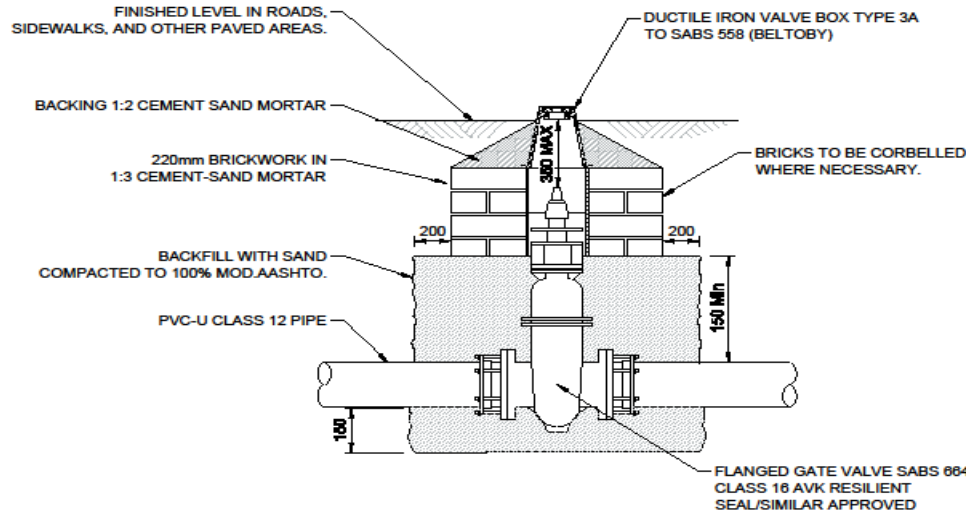 FINISHED LEVEL IN ROADS,
SIDEWALKS, AND OTHER PAVED AREAS.
DUCTILE IRON VALVE BOX TYPE 3A
TO SABS 558 (BELTOBY)
BACKING 1:2 CEMENT SAND MORTAR
350 MAX
220mm BRICKWORK IN
1:3 CEMENT-SAND MORTAR
BRICKS TO BE CORBELLED
WHERE NECESSARY.
200
200
BACKFILL WITH SAND
COMPACTED TO 100% MOD.AASHTO.
150 Min
PVC-U CLASS 12 PIPE
150
FLANGED GATE VALVE SABS 664
CLASS 16 AVK RESILIENT
SEAL/SIMILAR APPROVED